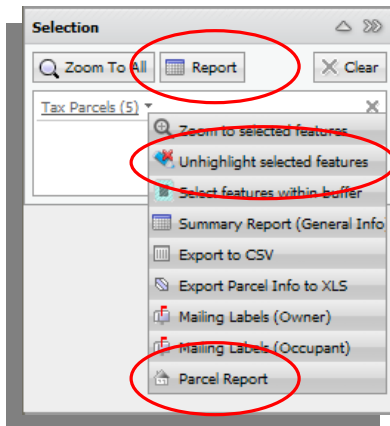 Selection
Zoom To All Report Clear
Tax Parcels (5)
Zoom to selected features
Unhighlight selected features
Select features within buffer
Summary Report (General Info
Export to CSV
Export Parcel Info to XLS
Mailing Labels (Owner)
Mailing Labels (Occupant)
Parcel Report